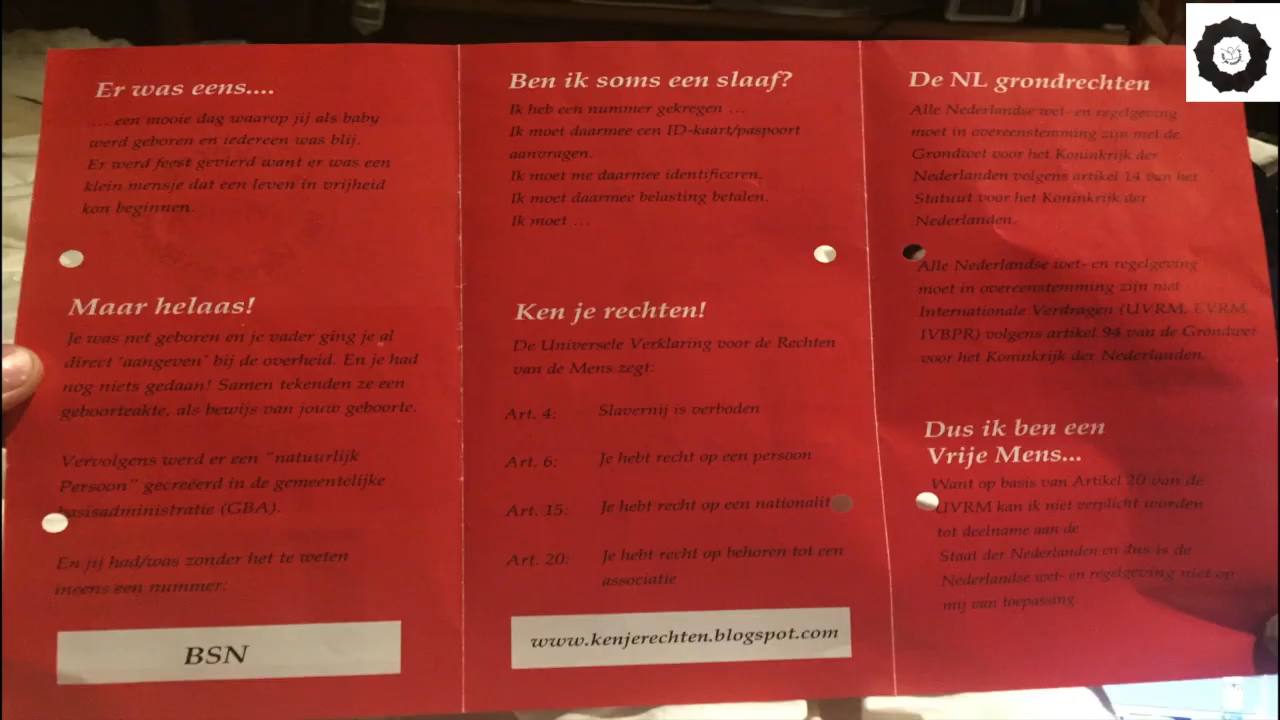 Er was eens....
... een mooie dag waarop jij als baby
werd geboren en iedereen was blij.
Er werd feest gevierd want er was een
klein mensje dat een leven in vrijheid
kon beginnen.
Maar helaas!
Je was net geboren en je vader ging je al
direct 'aangeven' bij de overheid. En je had
nog niets gedaan! Samen tekenden ze een
geboorteakte, als bewijs van jouw geboorte.
Vervolgens werd er een "natuurlijk
Persoon" gecreëerd in de gemeentelijke
basisadministratie (GBA).
En jij had/was zonder het te weten
ineens een nummer:
BSN
Ben ik soms een slaaf?
Ik heb een nummer gekregen ...
Ik moet daarmee een ID-kaart/paspoort
aanvragen.
Ik moet me daarmee identificeren.
Ik moet daarmee belasting betalen.
Ik moet ...
Ken je rechten!
De Universele Verklaring voor de Rechten
van de Mens zegt:
Art. 4: Slavernij is verboden
Art. 6: Je hebt recht op een persoon
Art. 15: Je hebt recht op een nationalit
Art. 20: Je hebt recht op behoren tot een
associatie
www.kenjerechten.blogspot.com
De NL grondrechten
Alle Nederlandse wet- en regelgeving
moet in overeenstemming zijn met de
Grondwet voor het Koninkrijk der
Nederlanden volgens artikel 14 van het
Statuut voor het Koninkrijk der
Nederlanden.
Alle Nederlandse wet- en regelgeving
moet in overeenstemming zijn met
Internationale Verdragen (UVRM, EVRM,
IVBPR) volgens artikel 94 van de Grondwet
voor het Koninkrijk der Nederlanden.
Dus ik ben een
Vrije Mens...
Want op basis van Artikel 20 van de
UVRM kan ik niet verplicht worden
tot deelname aan de
Staat der Nederlanden en dus is de
Nederlandse wet- en regelgeving niet op
mij van toepassing